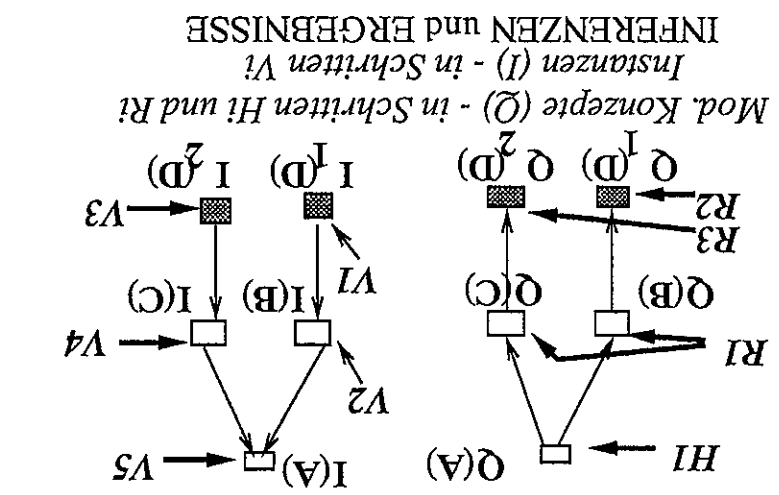 H1 Q(A) I(A) V5
V2
R1 V4
Q(B) Q(C) I(B) I(C)
V1
R3
R2 V3
Q1(D) Q2(D) I1(D) I2(D)
Mod. Konzepte (Q) - in Schritten Hi und Ri
Instanzen (I) - in Schritten Vi
INFERENZEN und ERGEBNISSE